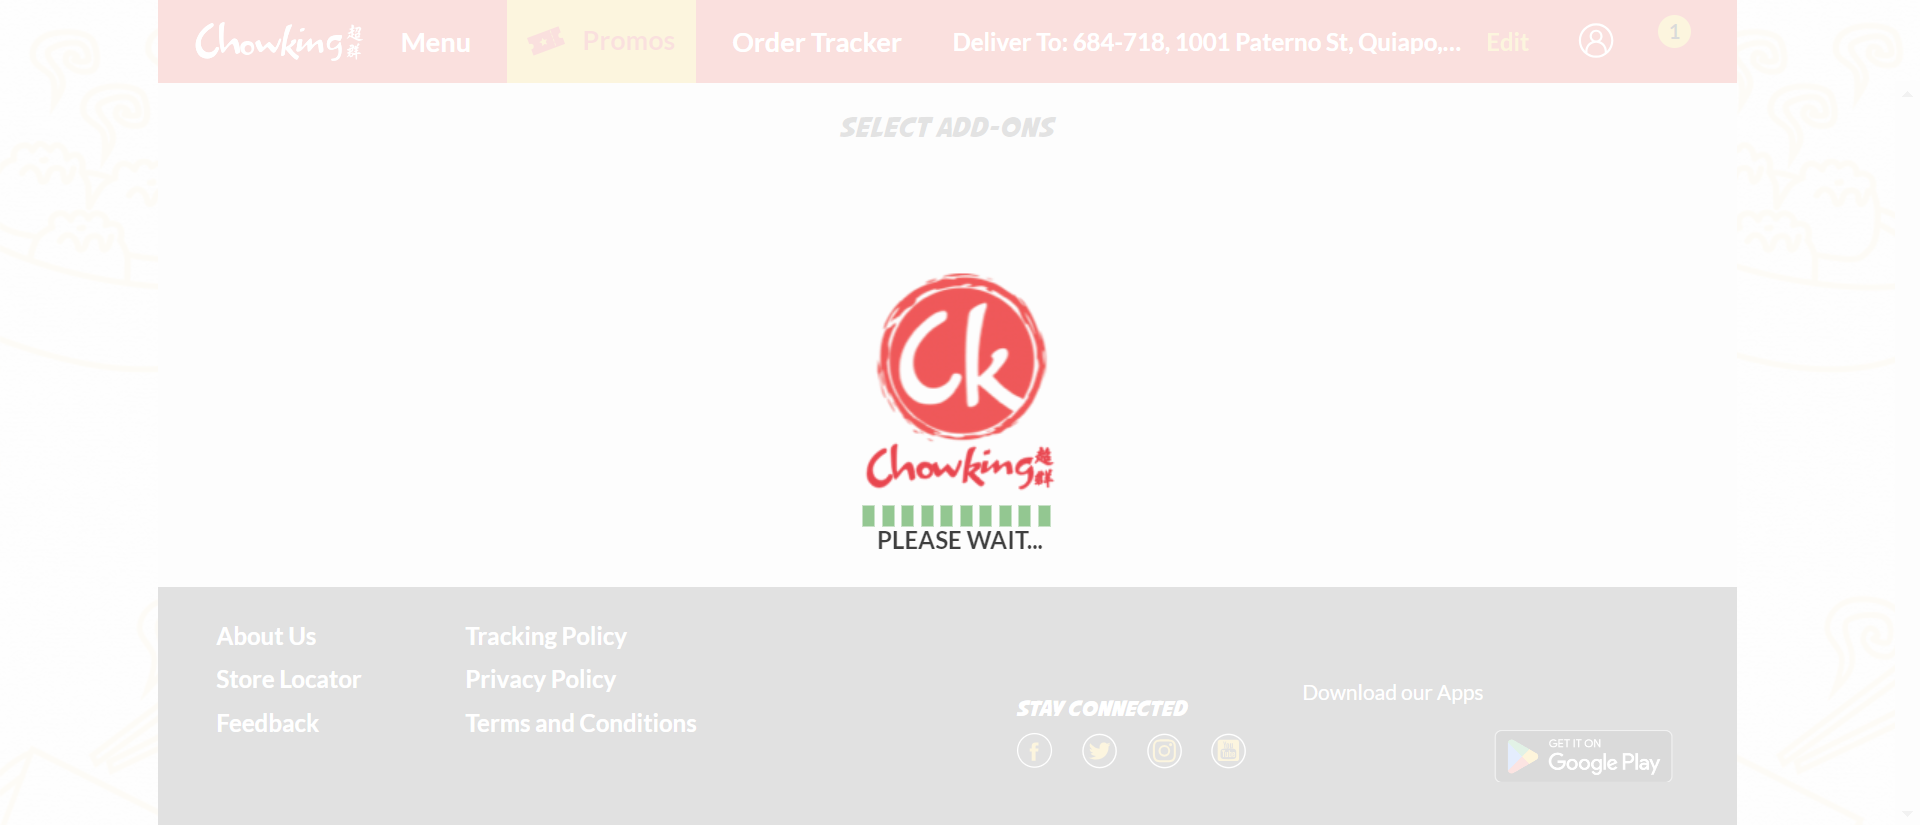 Chowking 超群
Menu
Promos
Order Tracker
Deliver To: 684-718, 1001 Paterno St, Quiapo,...
Edit
1
SELECT ADD-ONS
Ck
Chowking 超群
PLEASE WAIT...
About Us
Store Locator
Feedback
Tracking Policy
Privacy Policy
Terms and Conditions
STAY CONNECTED
You Tube
Download our Apps
GET IT ON
Google Play